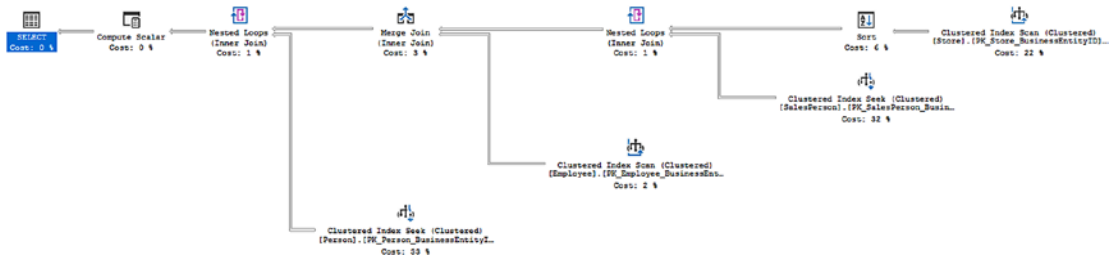 SELECT
Cost: 0 %
Compute Scalar
Cost: 0 %
Nested Loops
(Inner Join)
Cost: 1 %
Merge Join
(Inner Join)
Cost: 3 %
Nested Loops
(Inner Join)
Cost: 1 %
Sort
Cost: 6 %
Clustered Index Scan (Clustered)
[Store].[PK_Store_BusinessEntityID]…
Cost: 22 %
Clustered Index Seek (Clustered)
[SalesPerson].[PK_SalesPerson_Busin…
Cost: 32 %
Clustered Index Scan (Clustered)
[Employee].[PK_Employee_BusinessEnt…
Cost: 2 %
Clustered Index Seek (Clustered)
[Person].[PK_Person_BusinessEntityI…
Cost: 33 %